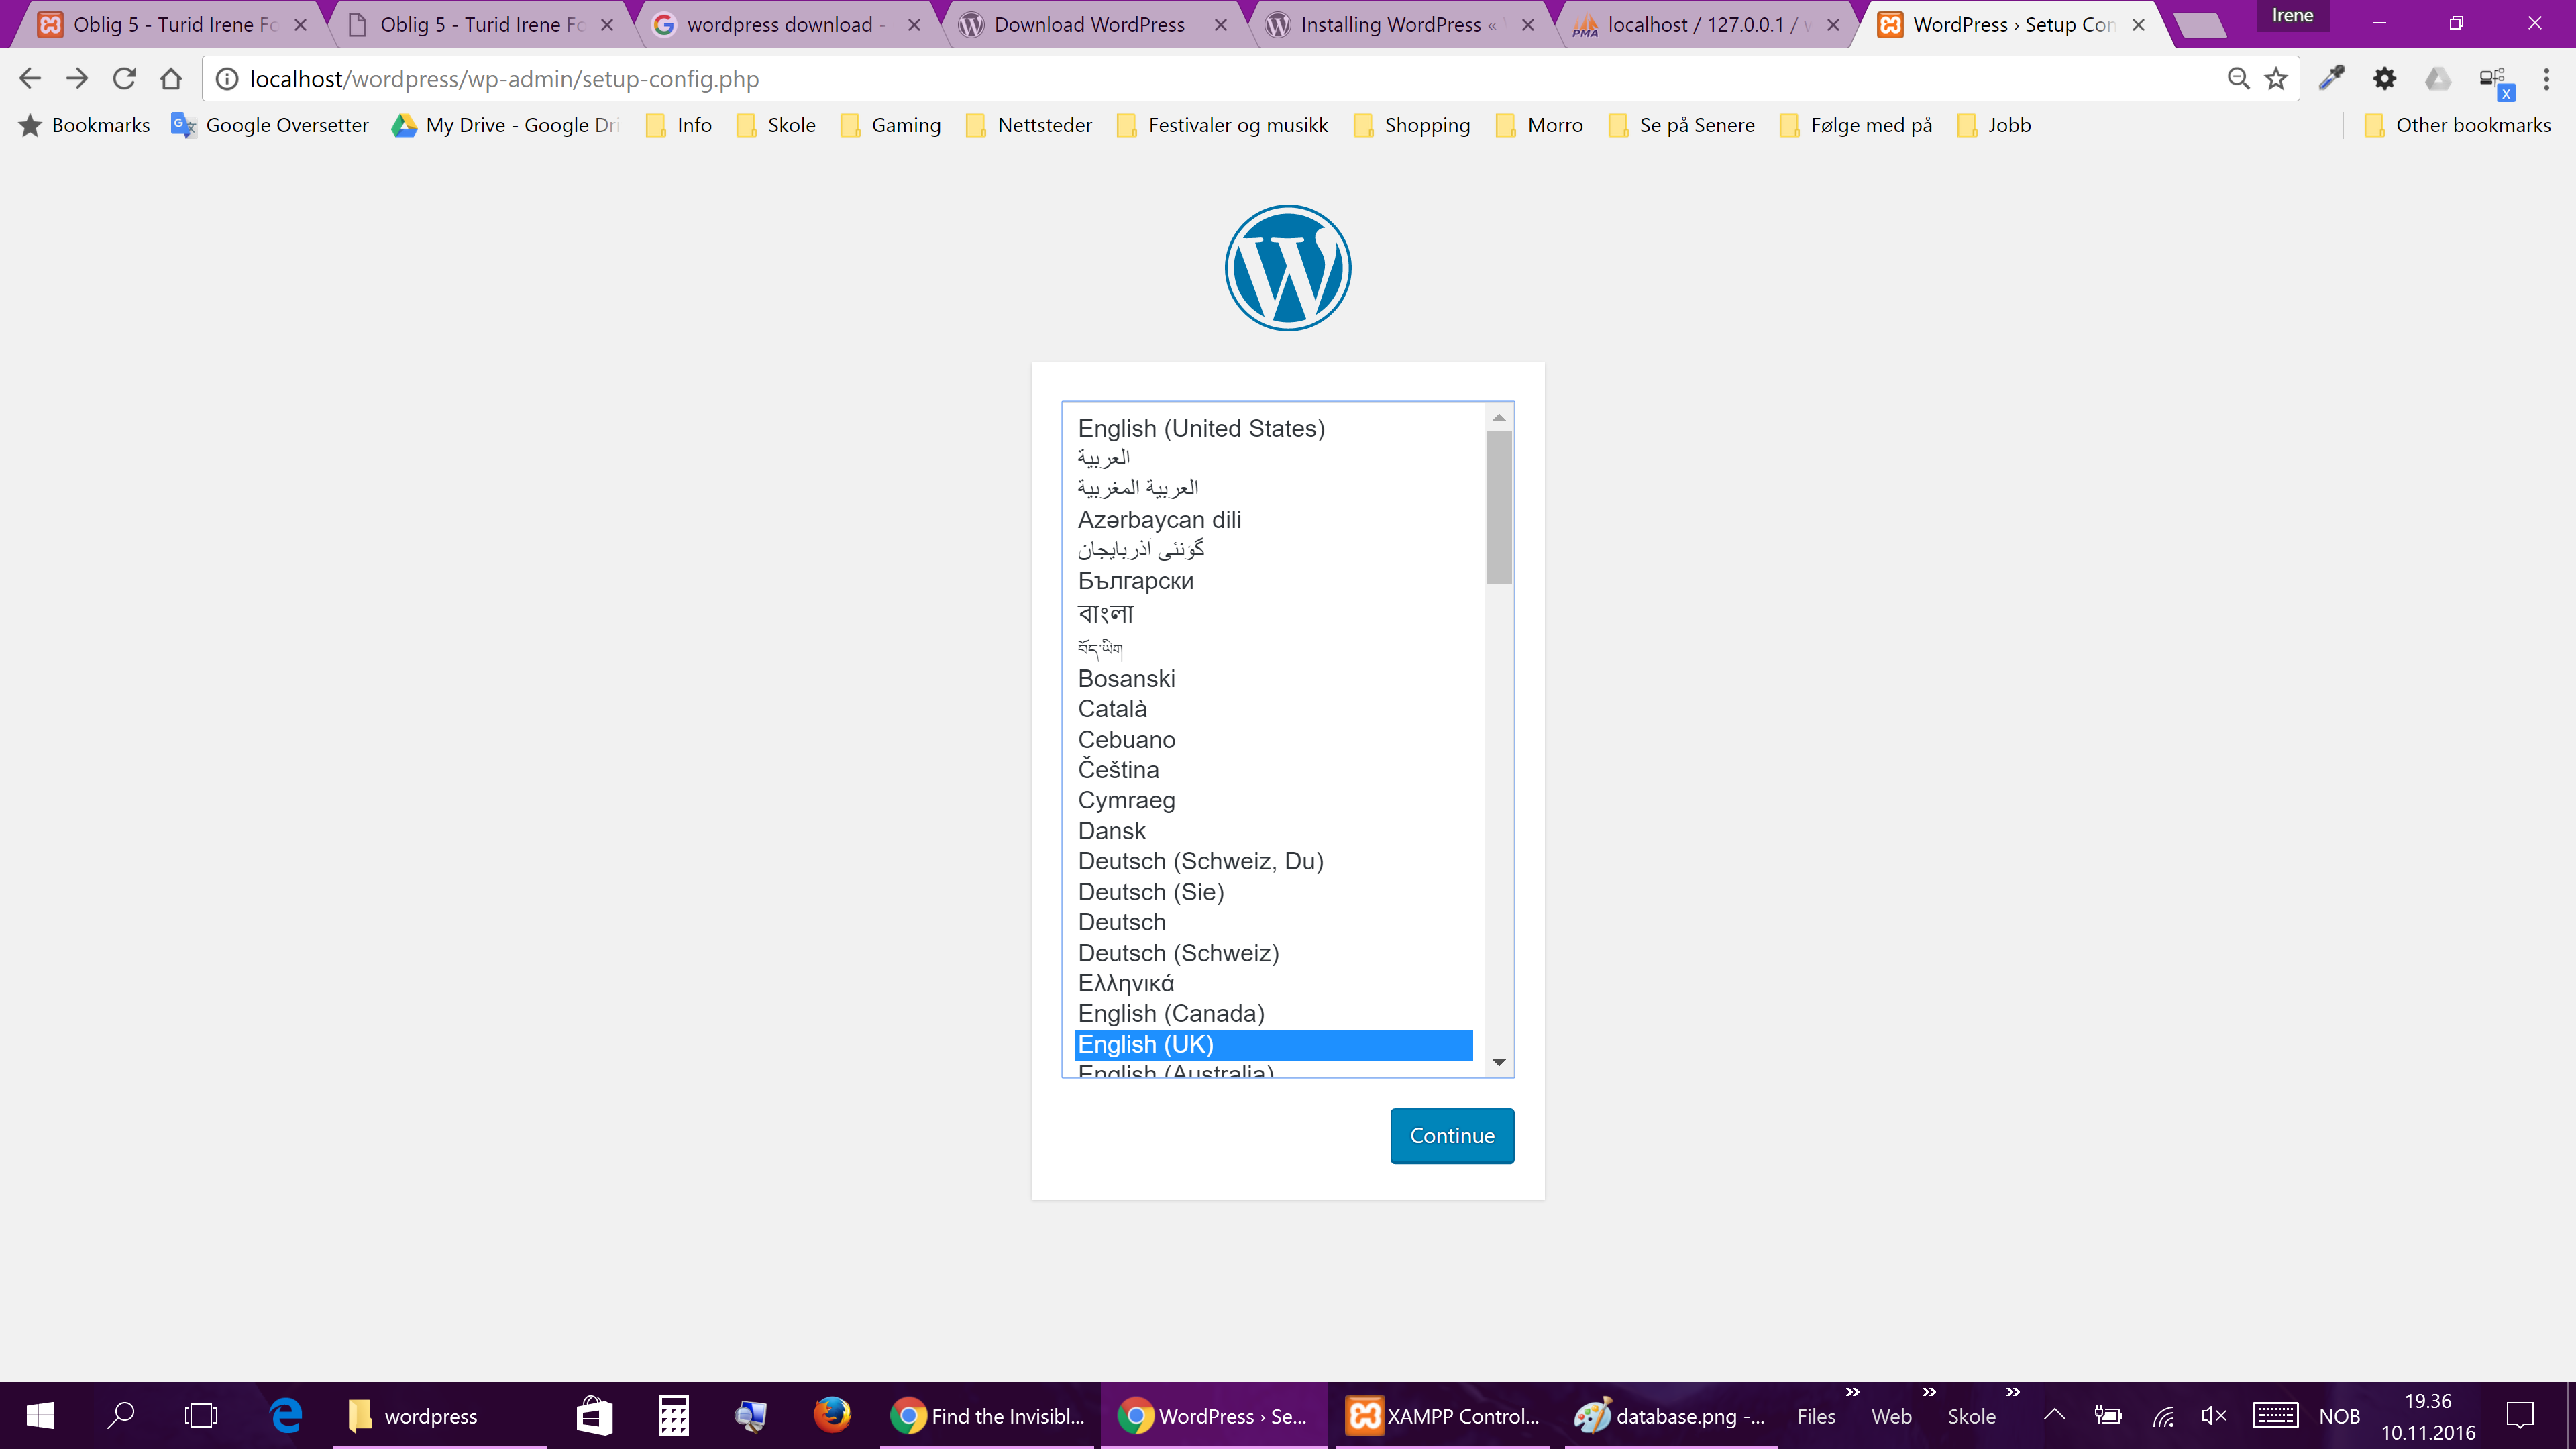 Oblig 5 - Turid Irene Fo
Oblig 5 - Turid Irene Fo
wordpress download -
Download WordPress
Installing WordPress «
localhost / 127.0.0.1 / w
WordPress › Setup Con
Irene
localhost/wordpress/wp-admin/setup-config.php
Bookmarks
Google Oversetter
My Drive - Google Dri
Info
Skole
Gaming
Nettsteder
Festivaler og musikk
Shopping
Morro
Se på Senere
Følge med på
Jobb
Other bookmarks
English (United States)
العربية
العربية المغربية
Azərbaycan dili
گؤنئی آذربایجان
Български
বাংলা
བོད་ཡིག
Bosanski
Català
Cebuano
Čeština
Cymraeg
Dansk
Deutsch (Schweiz, Du)
Deutsch (Sie)
Deutsch
Deutsch (Schweiz)
Ελληνικά
English (Canada)
English (UK)
English (Australia)
Continue
wordpress
Find the Invisibl...
WordPress › Se...
XAMPP Control...
database.png -...
Files
Web
Skole
NOB
19.36
10.11.2016